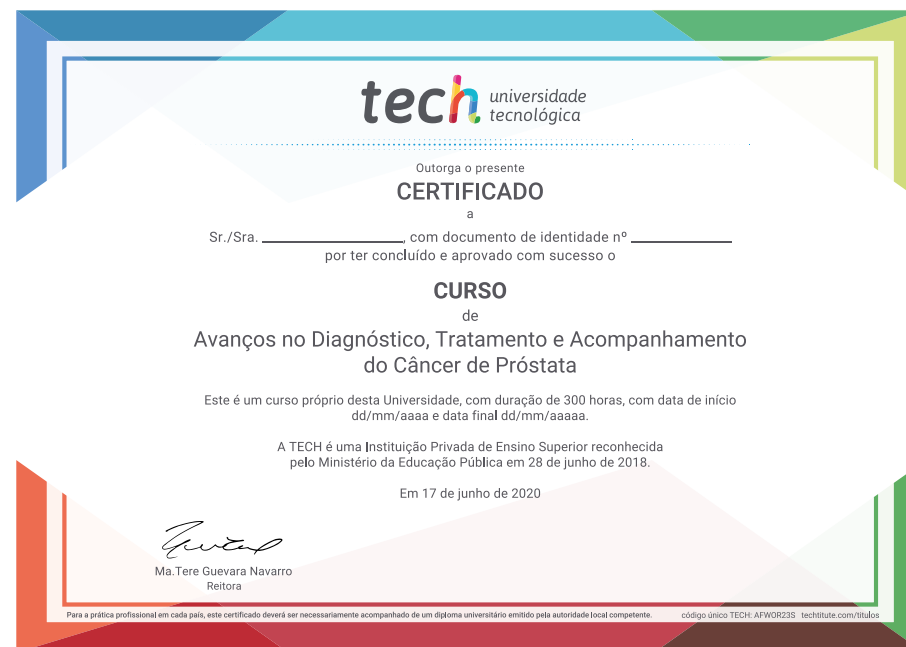 tech universidade
tecnológica
Outorga o presente
CERTIFICADO
a
Sr./Sra. ______________, com documento de identidade nº __________
por ter concluído e aprovado com sucesso o
CURSO
de
Avanços no Diagnóstico, Tratamento e Acompanhamento
do Câncer de Próstata
Este é um curso próprio desta Universidade, com duração de 300 horas, com data de início
dd/mm/aaaa e data final dd/mm/aaaaa.
A TECH é uma Instituição Privada de Ensino Superior reconhecida
pelo Ministério da Educação Pública em 28 de junho de 2018.
Em 17 de junho de 2020
Ma.Tere Guevara Navarro
Reitora
Para a prática profissional em cada país, este certificado deverá ser necessariamente acompanhado de um diploma universitário emitido pela autoridade local competente. código único TECH: AFWOR23S techtitute.com/titulos